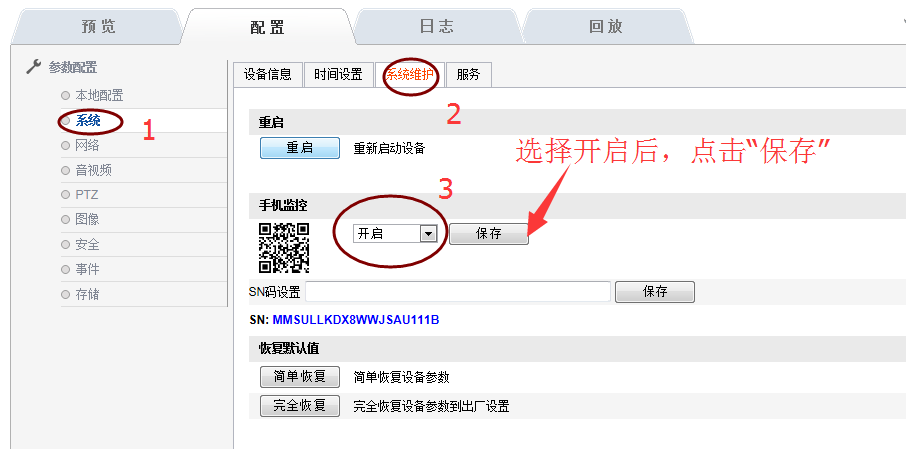 预览
配置
日志
回放
参数配置
本地配置
系统
1
网络
音视频
PTZ
图像
安全
事件
存储
设备信息
时间设置
系统维护
服务
2
重启
重启 重新启动设备
选择开启后，点击“保存”
3
手机监控
开启 保存
SN码设置 保存
SN: MMSULLKDX8WWJSAU111B
恢复默认值
简单恢复 简单恢复设备参数
完全恢复 完全恢复设备参数到出厂设置